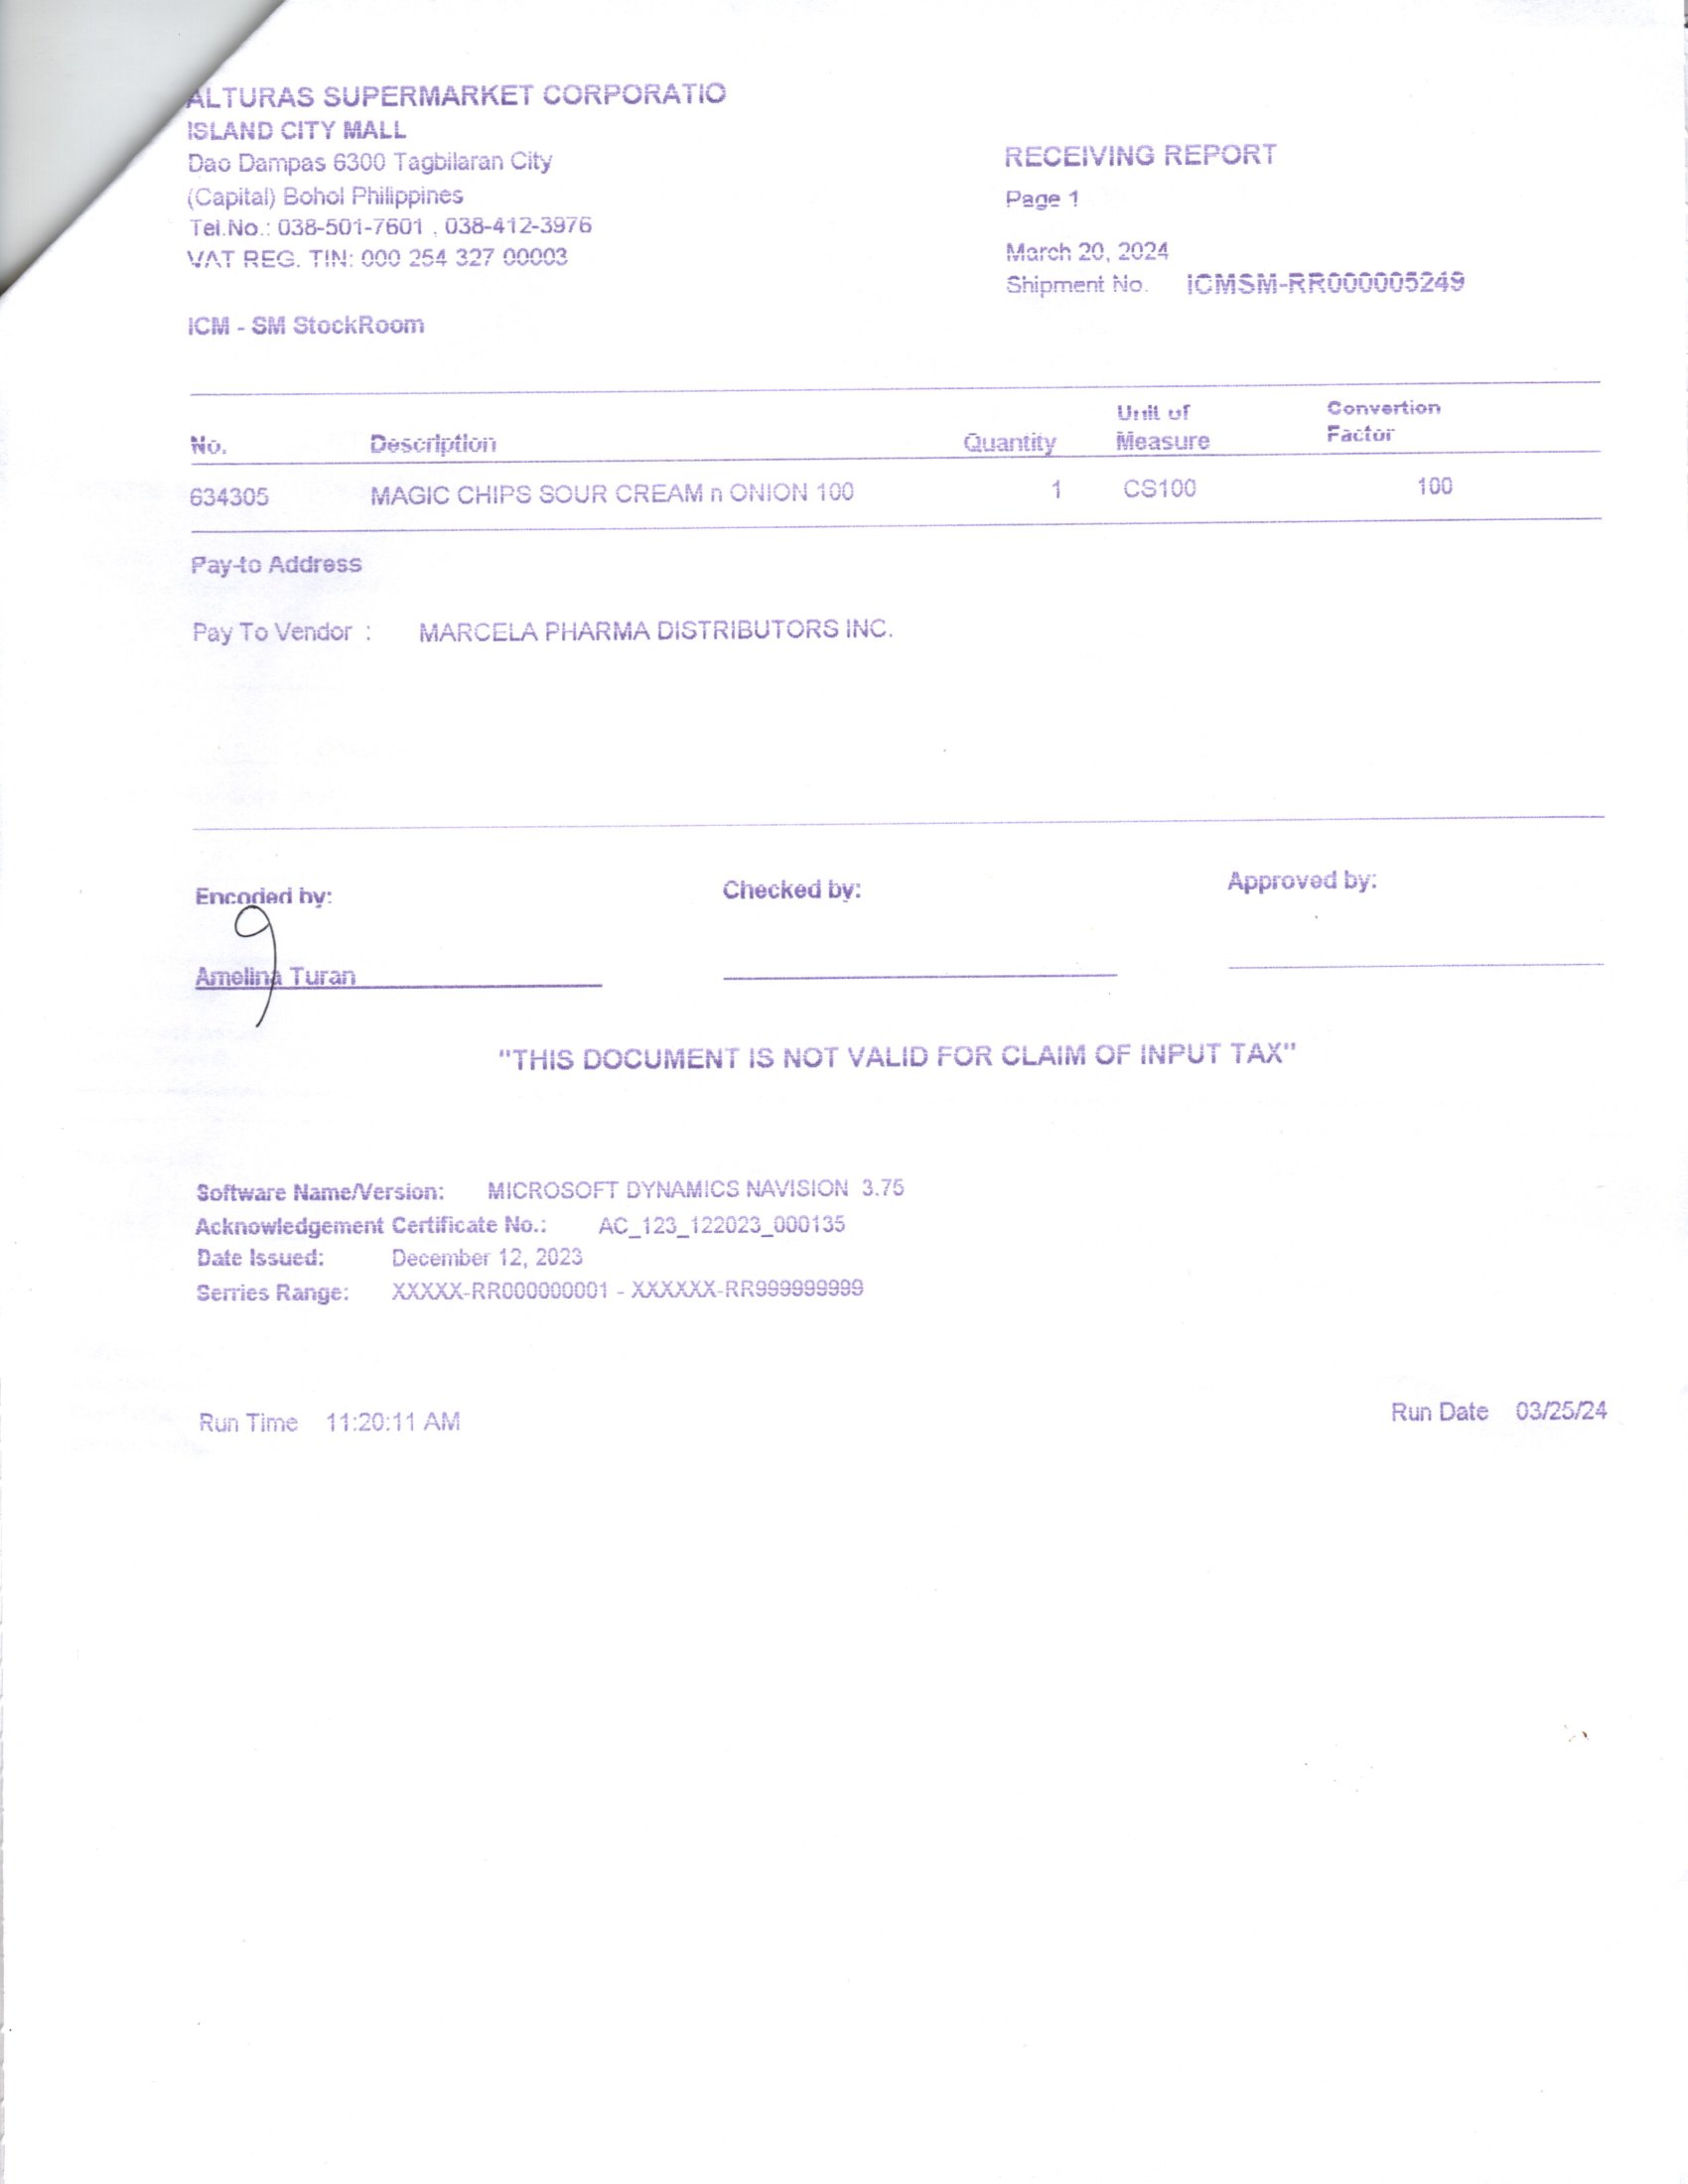 ALTURAS SUPERMARKET CORPORATIO
ISLAND CITY MALL
Dao Dampas 6300 Tagbilaran City
(Capital) Bohol Philippines
Tel.No.: 038-501-7601 , 038-412-3976
VAT REG. TIN: 000 254 327 00003
RECEIVING REPORT
Page 1
March 20, 2024
Shipment No. ICMSM-RR000005249
ICM - SM StockRoom
No. Description Quantity Unit of Measure Convertion Factor
634305 MAGIC CHIPS SOUR CREAM n ONION 100 1 CS100 100
Pay-to Address
Pay To Vendor : MARCELA PHARMA DISTRIBUTORS INC.
Encoded by: Checked by: Approved by:
Amelina Turan
"THIS DOCUMENT IS NOT VALID FOR CLAIM OF INPUT TAX"
Software Name/Version: MICROSOFT DYNAMICS NAVISION 3.75
Acknowledgement Certificate No.: AC_123_122023_000135
Date Issued: December 12, 2023
Serries Range: XXXXX-RR000000001 - XXXXXX-RR999999999
Run Time 11:20:11 AM Run Date 03/25/24